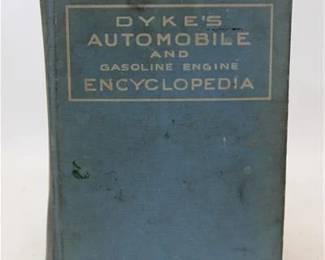 DYKE'S
AUTOMOBILE
AND
GASOLINE ENGINE
ENCYCLOPEDIA